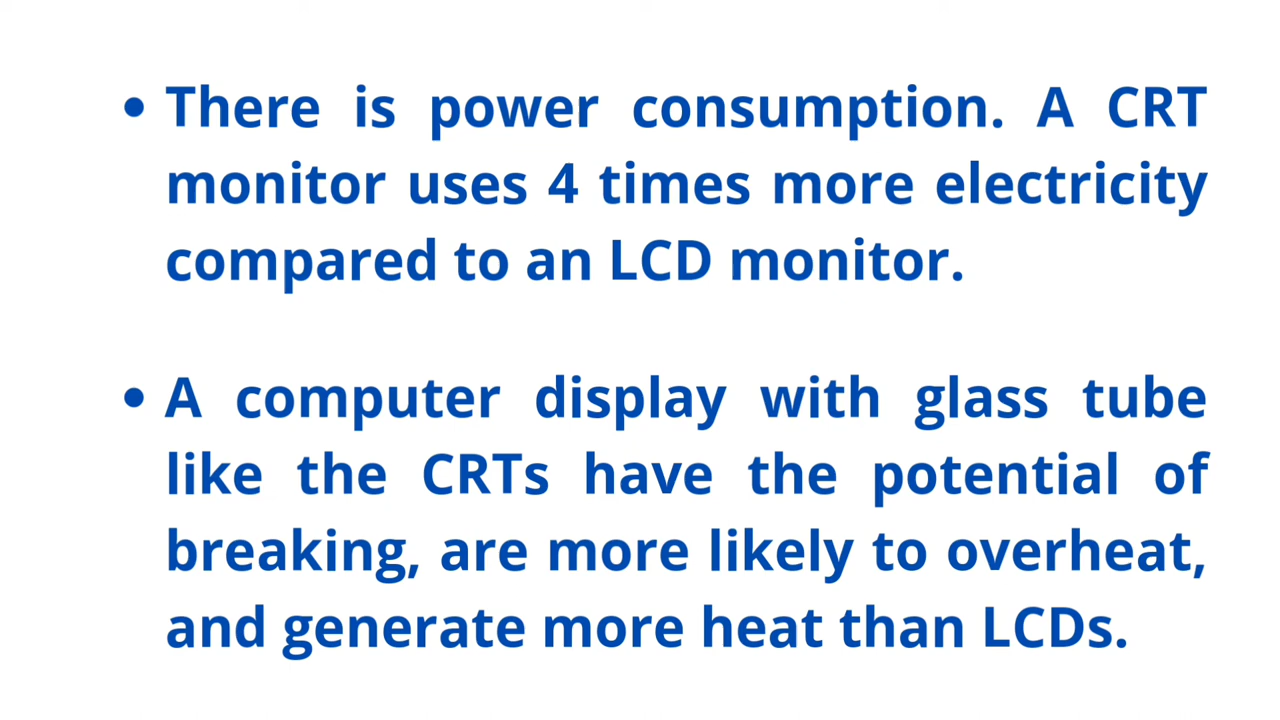 • There is power consumption. A CRT
monitor uses 4 times more electricity
compared to an LCD monitor.
• A computer display with glass tube
like the CRTs have the potential of
breaking, are more likely to overheat,
and generate more heat than LCDs.